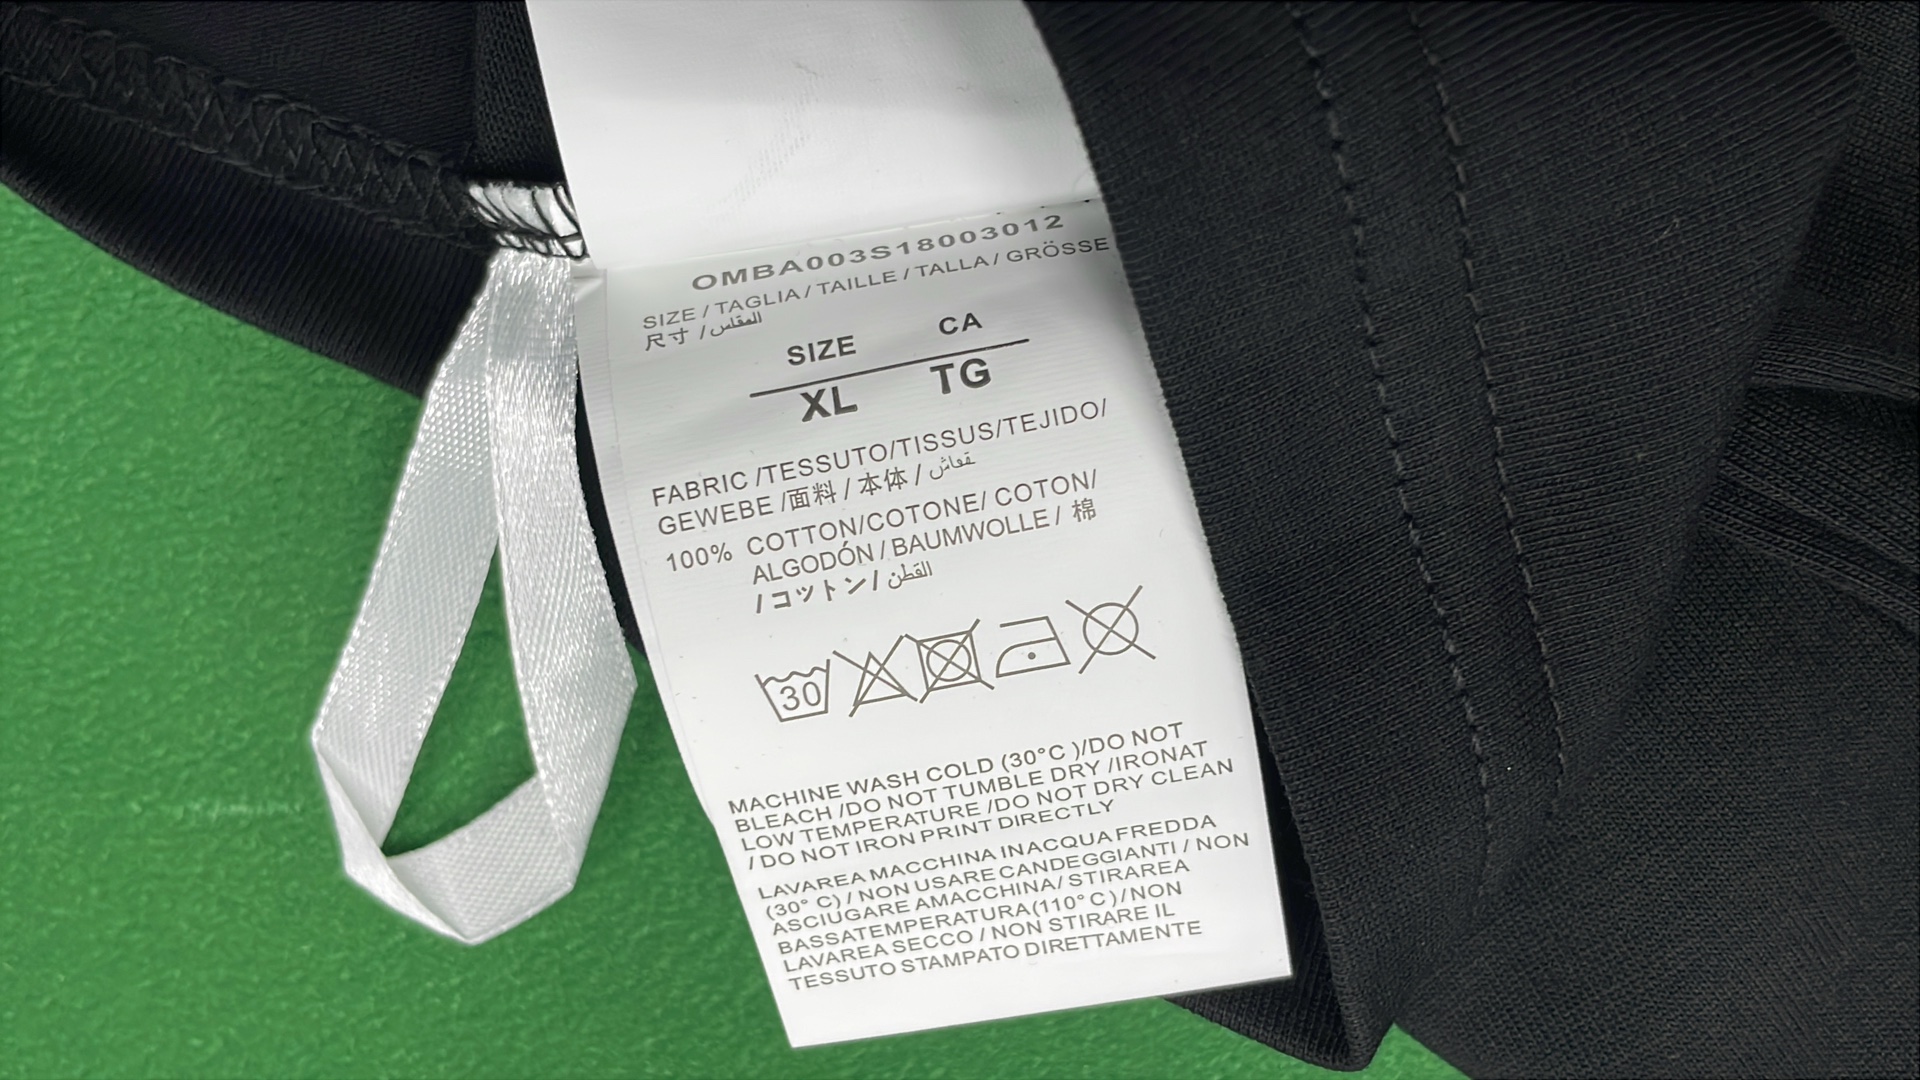 OMBA003S18003012
SIZE / TAGLIA / TAILLE / TALLA / GRÖSSE
尺寸 / المقاس
SIZE CA
XL TG
FABRIC /TESSUTO/TISSUS/TEJIDO/
GEWEBE /面料 / 本体 / قماش
100% COTTON/COTONE/ COTON/
ALGODÓN / BAUMWOLLE / 棉
/ コットン / القطن
30
MACHINE WASH COLD (30°C )/DO NOT
BLEACH /DO NOT TUMBLE DRY /IRONAT
LOW TEMPERATURE /DO NOT DRY CLEAN
/ DO NOT IRON PRINT DIRECTLY
LAVAREA MACCHINA INACQUA FREDDA
(30° C) / NON USARE CANDEGGIANTI / NON
ASCIUGARE AMACCHINA/ STIRAREA
BASSATEMPERATURA(110° C )/ NON
LAVAREA SECCO / NON STIRARE IL
TESSUTO STAMPATO DIRETTAMENTE